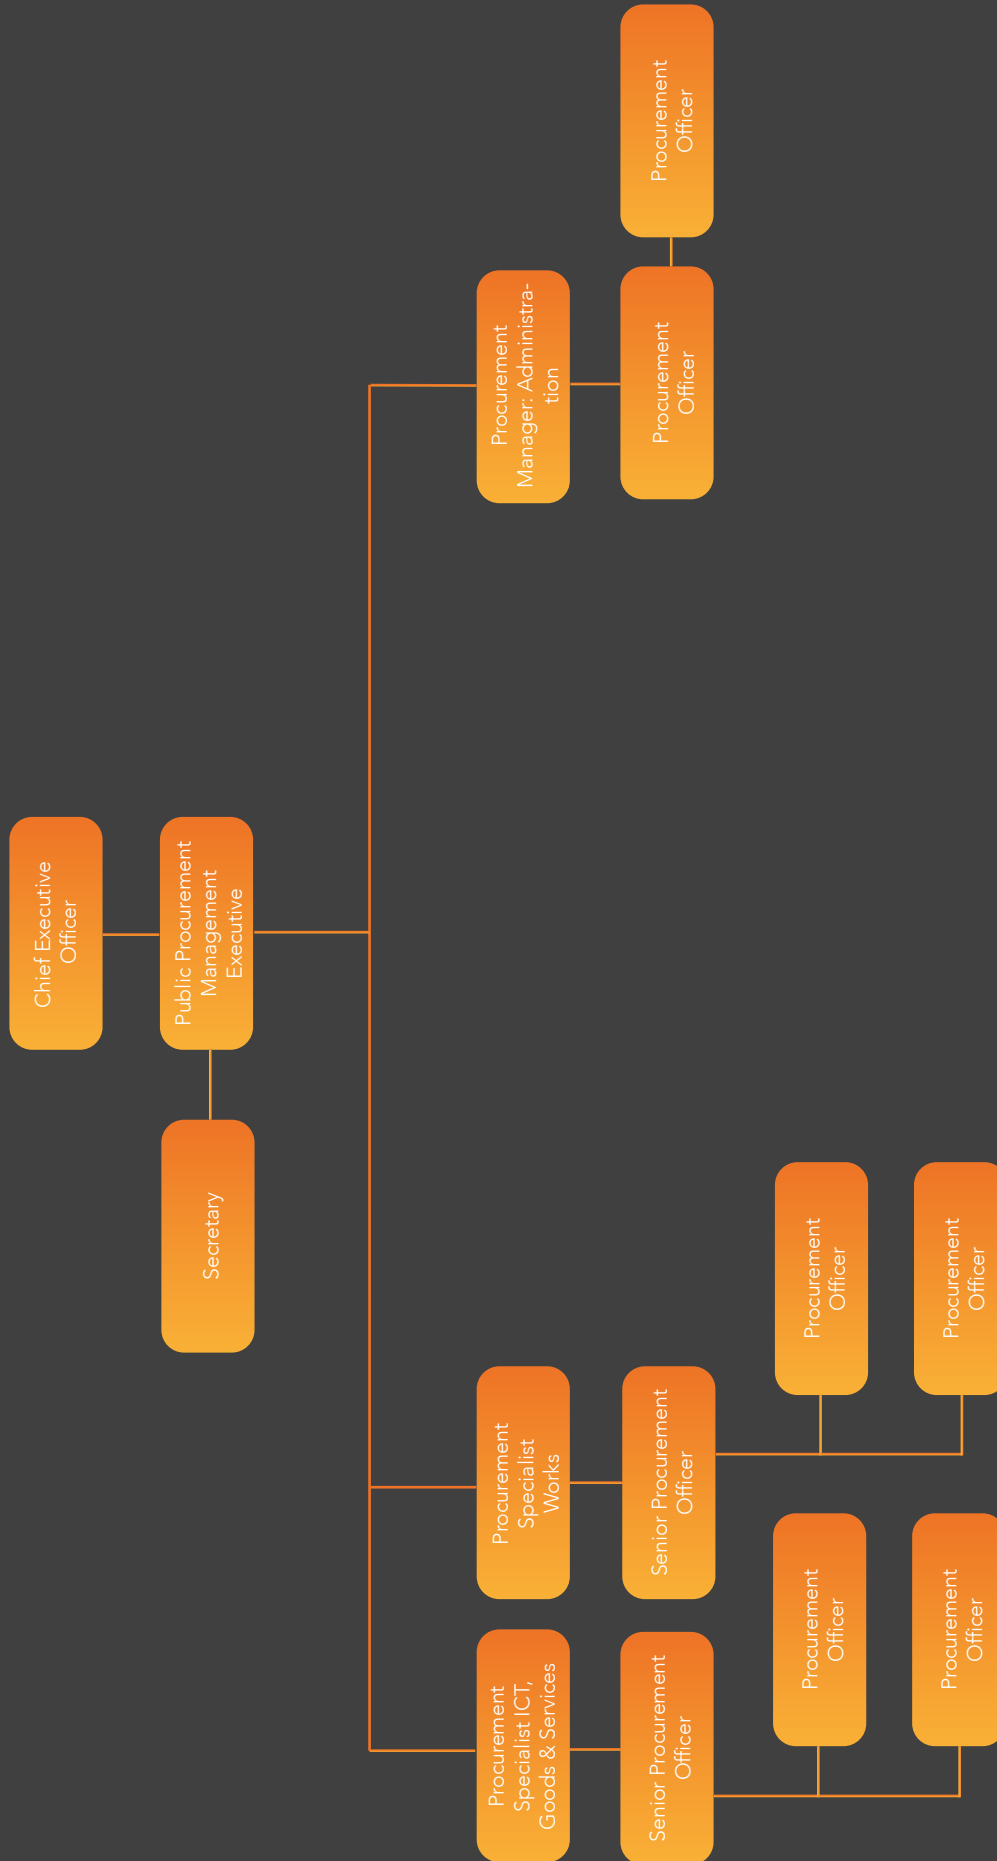 Chief Executive
Officer
Secretary
Public Procurement
Management
Executive
Procurement
Specialist ICT,
Goods & Services
Procurement
Specialist
Works
Procurement
Manager: Administra-
tion
Senior Procurement
Officer
Senior Procurement
Officer
Procurement
Officer
Procurement
Officer
Procurement
Officer
Procurement
Officer
Procurement
Officer
Procurement
Officer